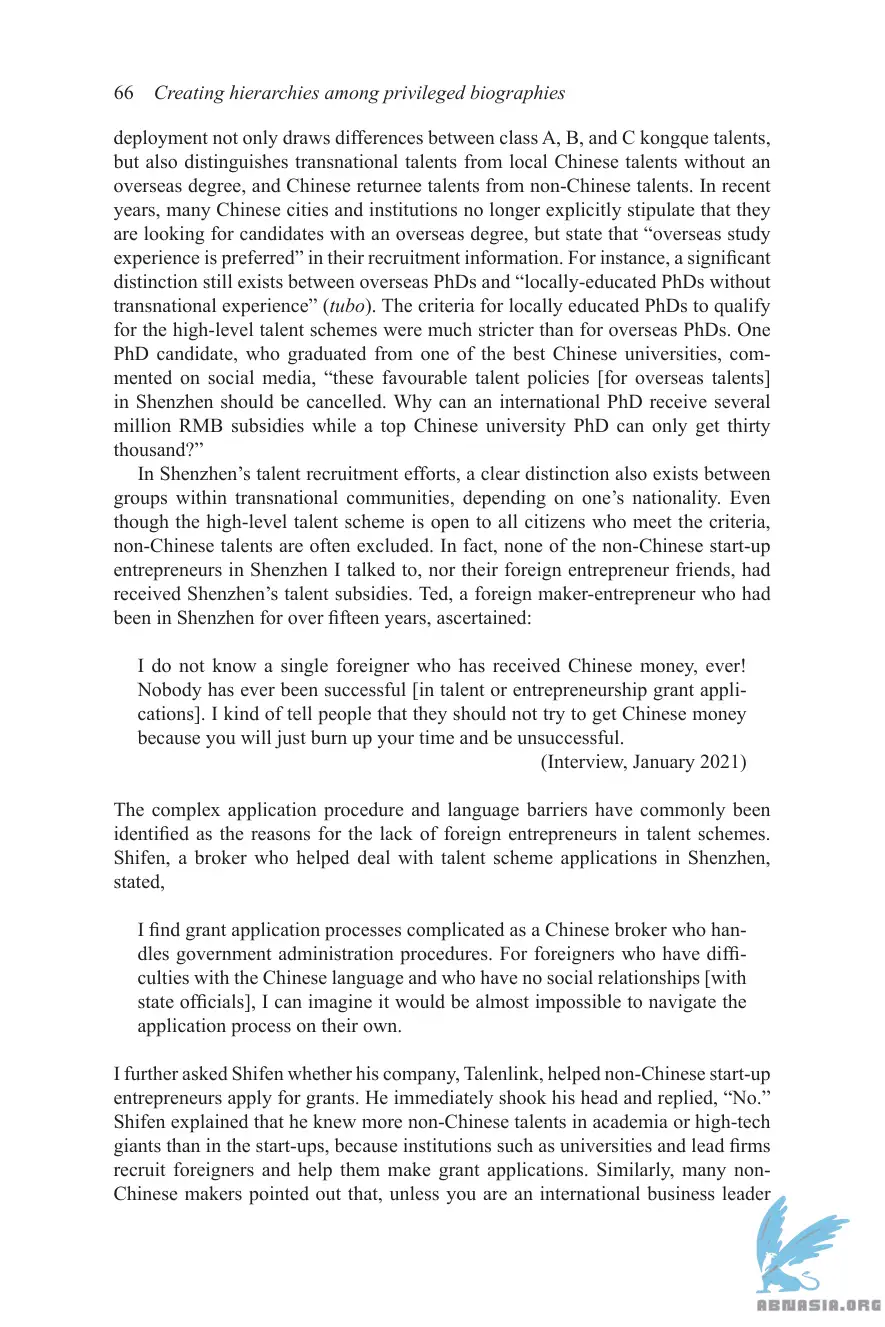 66 Creating hierarchies among privileged biographies
deployment not only draws differences between class A, B, and C kongque talents,
but also distinguishes transnational talents from local Chinese talents without an
overseas degree, and Chinese returnee talents from non-Chinese talents. In recent
years, many Chinese cities and institutions no longer explicitly stipulate that they
are looking for candidates with an overseas degree, but state that “overseas study
experience is preferred” in their recruitment information. For instance, a significant
distinction still exists between overseas PhDs and “locally-educated PhDs without
transnational experience” (tubo). The criteria for locally educated PhDs to qualify
for the high-level talent schemes were much stricter than for overseas PhDs. One
PhD candidate, who graduated from one of the best Chinese universities, com-
mented on social media, “these favourable talent policies [for overseas talents]
in Shenzhen should be cancelled. Why can an international PhD receive several
million RMB subsidies while a top Chinese university PhD can only get thirty
thousand?”
In Shenzhen’s talent recruitment efforts, a clear distinction also exists between
groups within transnational communities, depending on one’s nationality. Even
though the high-level talent scheme is open to all citizens who meet the criteria,
non-Chinese talents are often excluded. In fact, none of the non-Chinese start-up
entrepreneurs in Shenzhen I talked to, nor their foreign entrepreneur friends, had
received Shenzhen’s talent subsidies. Ted, a foreign maker-entrepreneur who had
been in Shenzhen for over fifteen years, ascertained:
I do not know a single foreigner who has received Chinese money, ever!
Nobody has ever been successful [in talent or entrepreneurship grant appli-
cations]. I kind of tell people that they should not try to get Chinese money
because you will just burn up your time and be unsuccessful.
(Interview, January 2021)
The complex application procedure and language barriers have commonly been
identified as the reasons for the lack of foreign entrepreneurs in talent schemes.
Shifen, a broker who helped deal with talent scheme applications in Shenzhen,
stated,
I find grant application processes complicated as a Chinese broker who han-
dles government administration procedures. For foreigners who have diffi-
culties with the Chinese language and who have no social relationships [with
state officials], I can imagine it would be almost impossible to navigate the
application process on their own.
I further asked Shifen whether his company, Talenlink, helped non-Chinese start-up
entrepreneurs apply for grants. He immediately shook his head and replied, “No.”
Shifen explained that he knew more non-Chinese talents in academia or high-tech
giants than in the start-ups, because institutions such as universities and lead firms
recruit foreigners and help them make grant applications. Similarly, many non-
Chinese makers pointed out that, unless you are an international business leader
ABNASIA.ORG